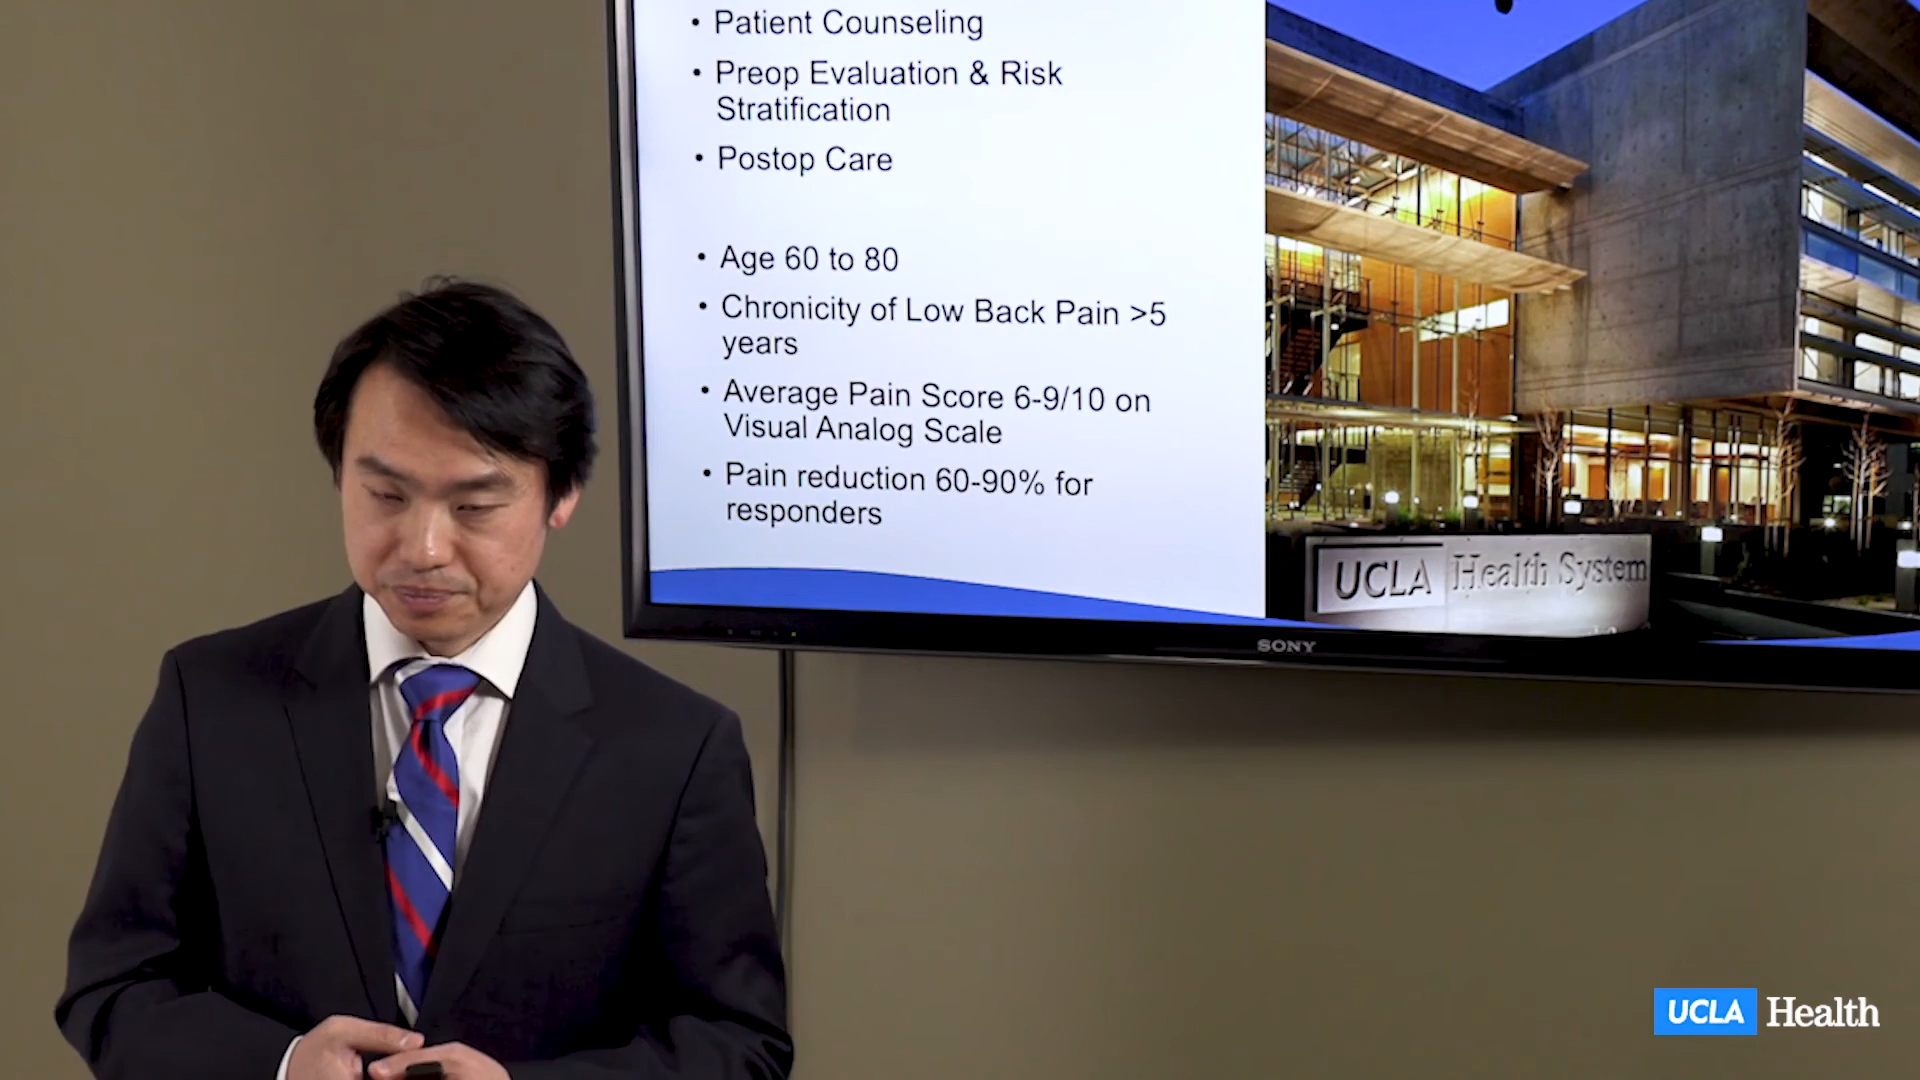 • Patient Counseling
• Preop Evaluation & Risk
Stratification
• Postop Care
• Age 60 to 80
• Chronicity of Low Back Pain >5
years
• Average Pain Score 6-9/10 on
Visual Analog Scale
• Pain reduction 60-90% for
responders
UCLA Health System
SONY
UCLA Health